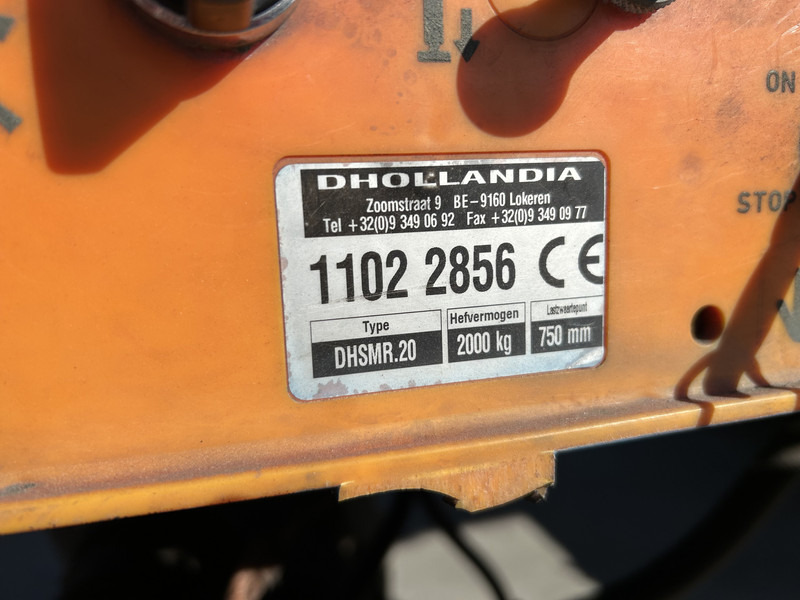 ON
STOP
DHOLLANDIA
Zoomstraat 9 BE-9160 Lokeren
Tel +32(0)9 349 06 92 Fax +32(0)9 349 09 77
1102 2856 CE
Type Hefvermogen Lastzwaartepunt
DHSMR.20 2000 kg 750 mm